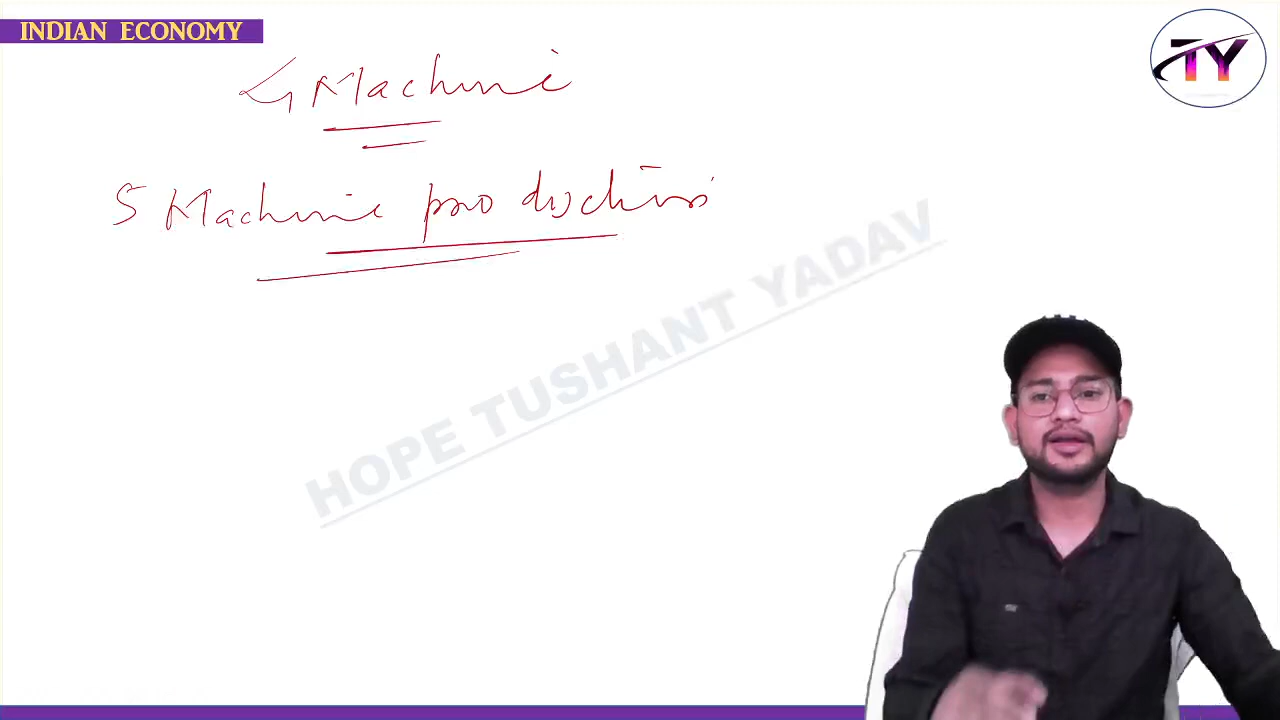 INDIAN ECONOMY
TY
4 Machine
5 Machine production
HOPE TUSHANT YADAV